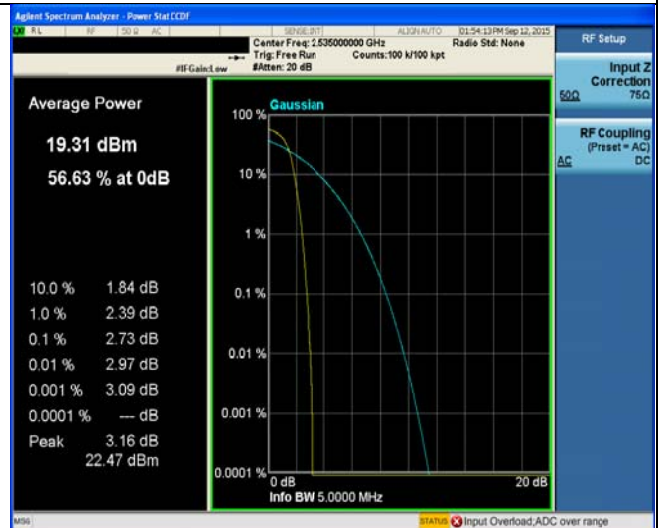 Agilent Spectrum Analyzer - Power Stat CCDF
RL RF 50 Ω AC SENSE:INT ALIGN AUTO 01:54:13 PM Sep 12, 2015
Center Freq: 2.535000000 GHz Radio Std: None
Trig: Free Run Counts:100 k/100 kpt
#IFGain:Low #Atten: 20 dB
RF Setup
Input Z
Correction
50Ω 75Ω
RF Coupling
(Preset = AC)
AC DC
Average Power
19.31 dBm
56.63 % at 0dB
10.0 % 1.84 dB
1.0 % 2.39 dB
0.1 % 2.73 dB
0.01 % 2.97 dB
0.001 % 3.09 dB
0.0001 % --- dB
Peak 3.16 dB
22.47 dBm
Gaussian
100 %
10 %
1 %
0.1 %
0.01 %
0.001 %
0.0001 %
0 dB 20 dB
Info BW 5.0000 MHz
MSG STATUS Input Overload;ADC over range